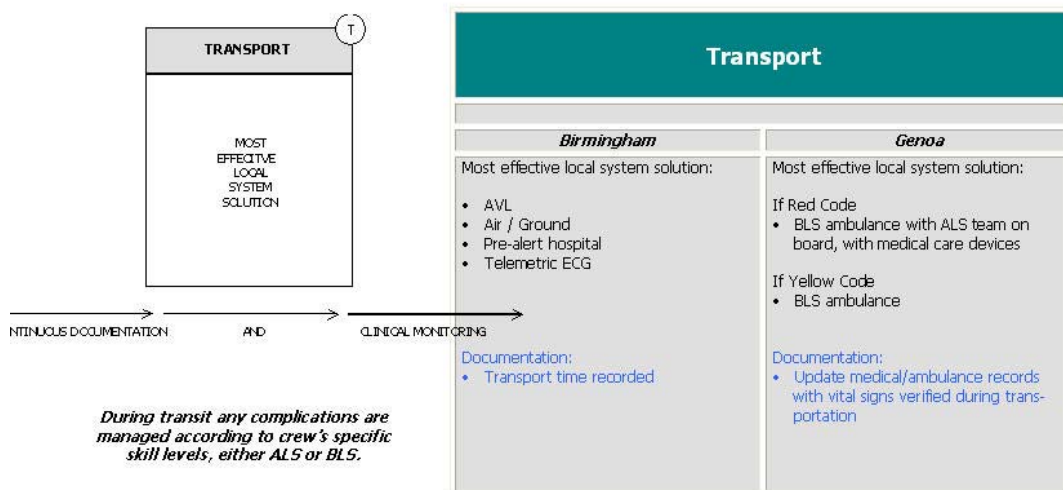 T
TRANSPORT
MOST
EFFECITVE
LOCAL
SYSTEM
SOLUTION
NTINUOUS DOCUMENTATION
AND
CLINICAL MONITORING
During transit any complications are
managed according to crew's specific
skill levels, either ALS or BLS.
Transport
Birmingham
Most effective local system solution:
• AVL
• Air / Ground
• Pre-alert hospital
• Telemetric ECG
Documentation:
• Transport time recorded
Genoa
Most effective local system solution:
If Red Code
• BLS ambulance with ALS team on
board, with medical care devices
If Yellow Code
• BLS ambulance
Documentation:
• Update medical/ambulance records
with vital signs verified during trans-
portation